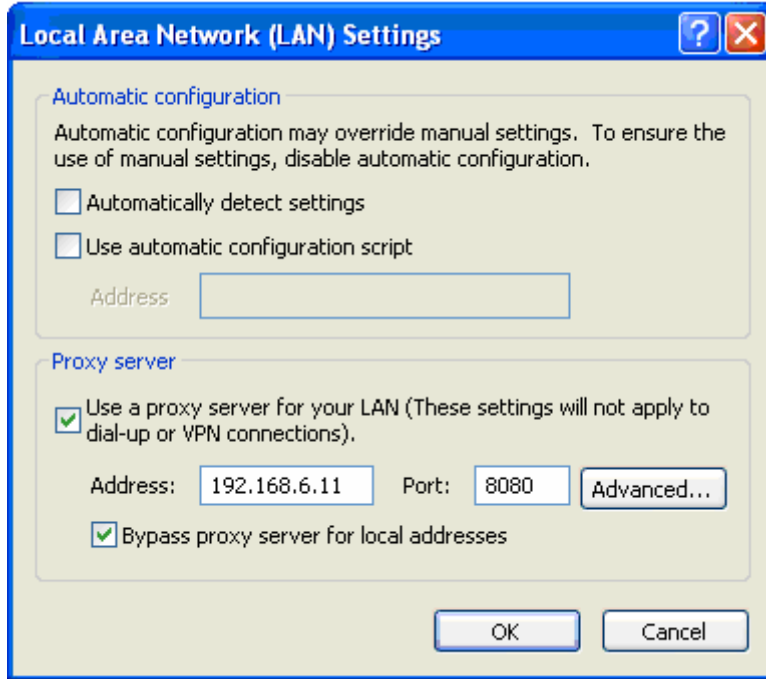 Local Area Network (LAN) Settings
Automatic configuration
Automatic configuration may override manual settings.  To ensure the
use of manual settings, disable automatic configuration.
Automatically detect settings
Use automatic configuration script
Address
Proxy server
Use a proxy server for your LAN (These settings will not apply to
dial-up or VPN connections).
Address: 192.168.6.11 Port: 8080 Advanced...
Bypass proxy server for local addresses
OK Cancel